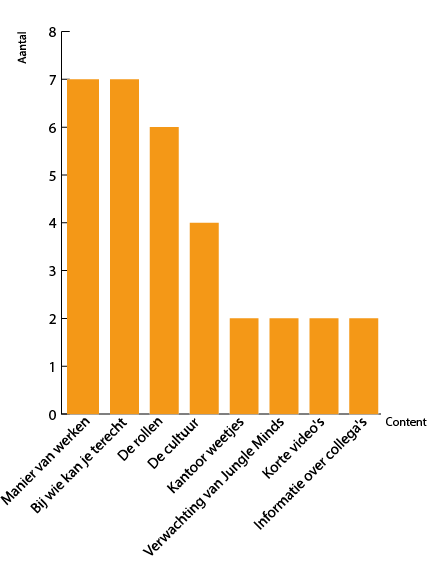 Aantal
8
7
6
5
4
3
2
1
0
Content
Manier van werken
Bij wie kan je terecht
De rollen
De cultuur
Kantoor weetjes
Verwachting van Jungle Minds
Korte video's
Informatie over collega's